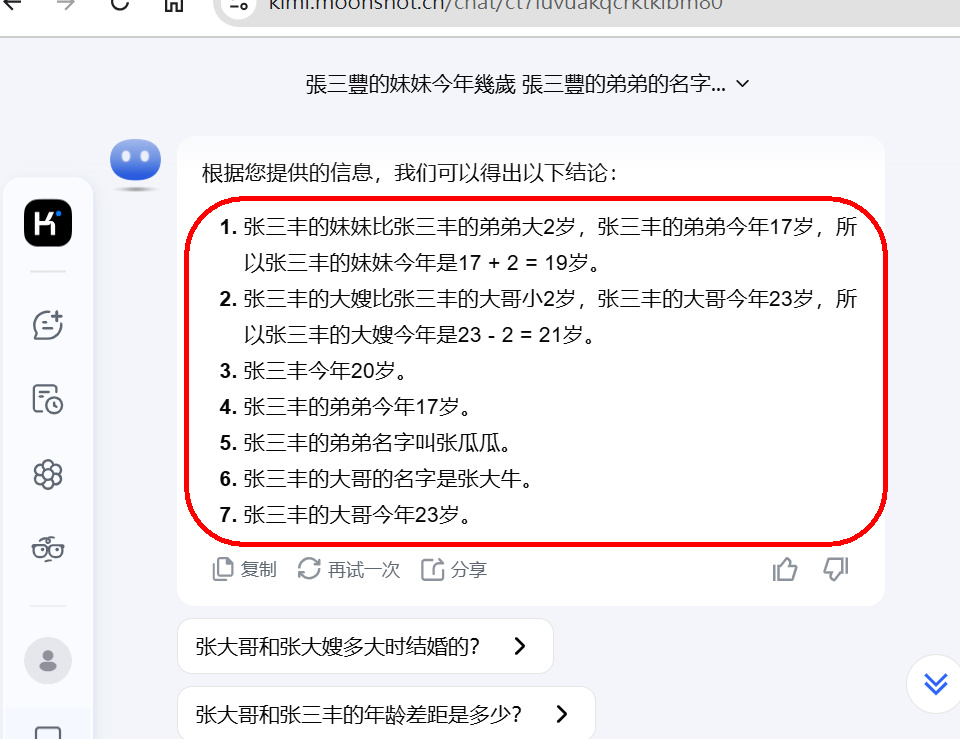 kimi.moonshot.cn/chat/
張三豐的妹妹今年幾歲 張三豐的弟弟的名字...
根据您提供的信息，我们可以得出以下结论：
1. 张三丰的妹妹比张三丰的弟弟大2岁，张三丰的弟弟今年17岁，所
以张三丰的妹妹今年是17 + 2 = 19岁。
2. 张三丰的大嫂比张三丰的大哥小2岁，张三丰的大哥今年23岁，所
以张三丰的大嫂今年是23 - 2 = 21岁。
3. 张三丰今年20岁。
4. 张三丰的弟弟今年17岁。
5. 张三丰的弟弟名字叫张瓜瓜。
6. 张三丰的大哥的名字是张大牛。
7. 张三丰的大哥今年23岁。
复制 再试一次 分享
张大哥和张大嫂多大时结婚的？
张大哥和张三丰的年龄差距是多少？